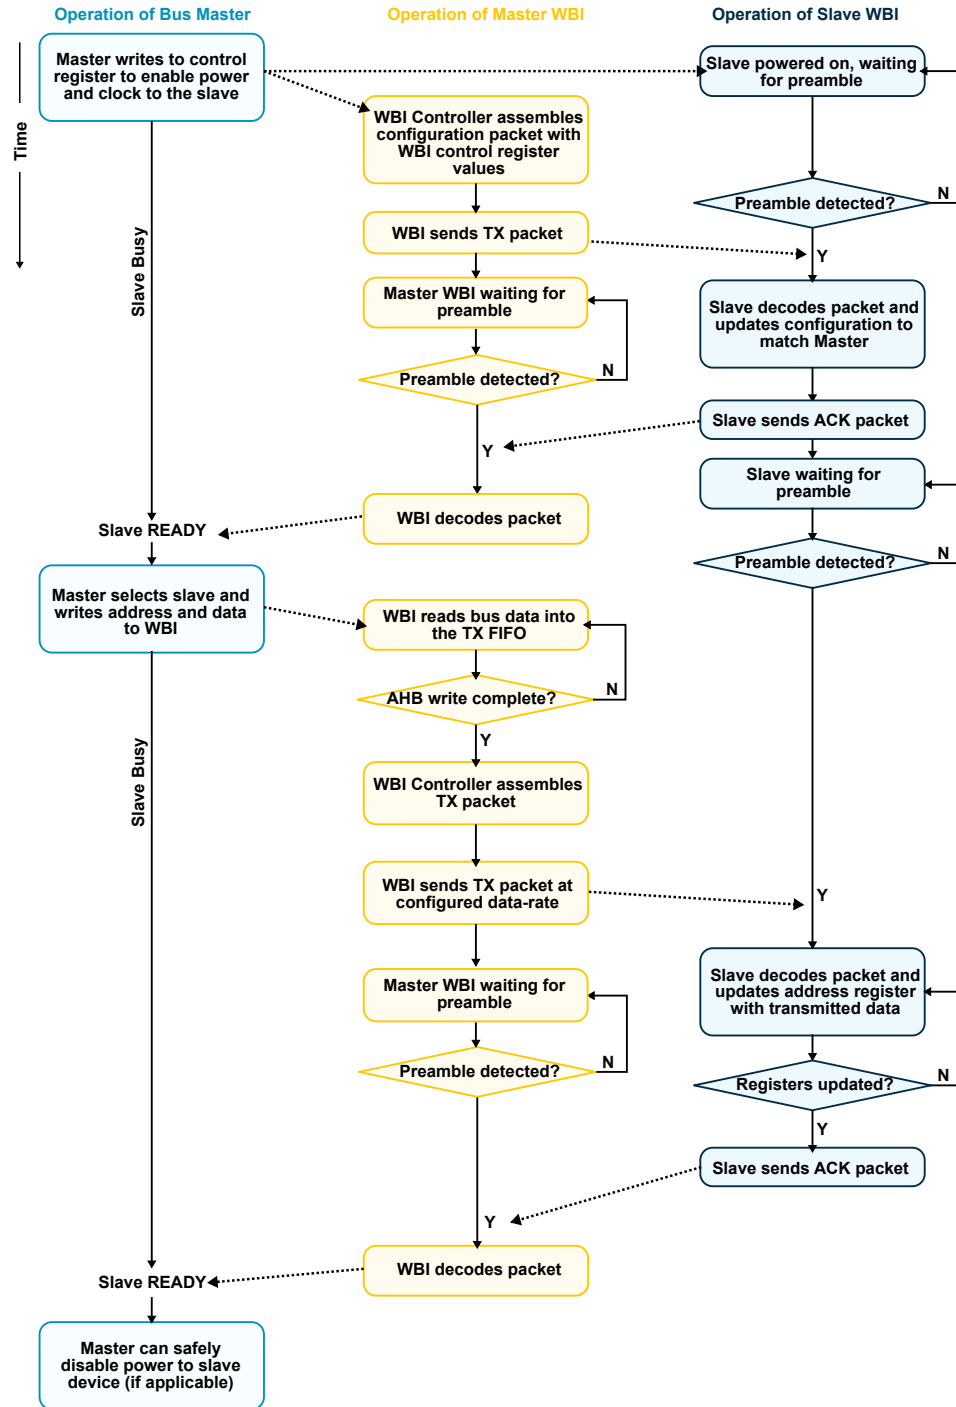 Operation of Bus Master
Operation of Master WBI
Operation of Slave WBI
Time
Master writes to control
register to enable power
and clock to the slave
Slave powered on, waiting
for preamble
WBI Controller assembles
configuration packet with
WBI control register
values
Preamble detected?
N
Y
WBI sends TX packet
Slave Busy
Master WBI waiting for
preamble
Slave decodes packet and
updates configuration to
match Master
Preamble detected?
N
Y
Slave sends ACK packet
Slave waiting for
preamble
WBI decodes packet
Slave READY
Preamble detected?
N
Master selects slave and
writes address and data
to WBI
WBI reads bus data into
the TX FIFO
AHB write complete?
N
Y
Slave Busy
WBI Controller assembles
TX packet
WBI sends TX packet at
configured data-rate
Y
Master WBI waiting for
preamble
Slave decodes packet and
updates address register
with transmitted data
Preamble detected?
N
Registers updated?
N
Y
Slave sends ACK packet
Y
WBI decodes packet
Slave READY
Master can safely
disable power to slave
device (if applicable)